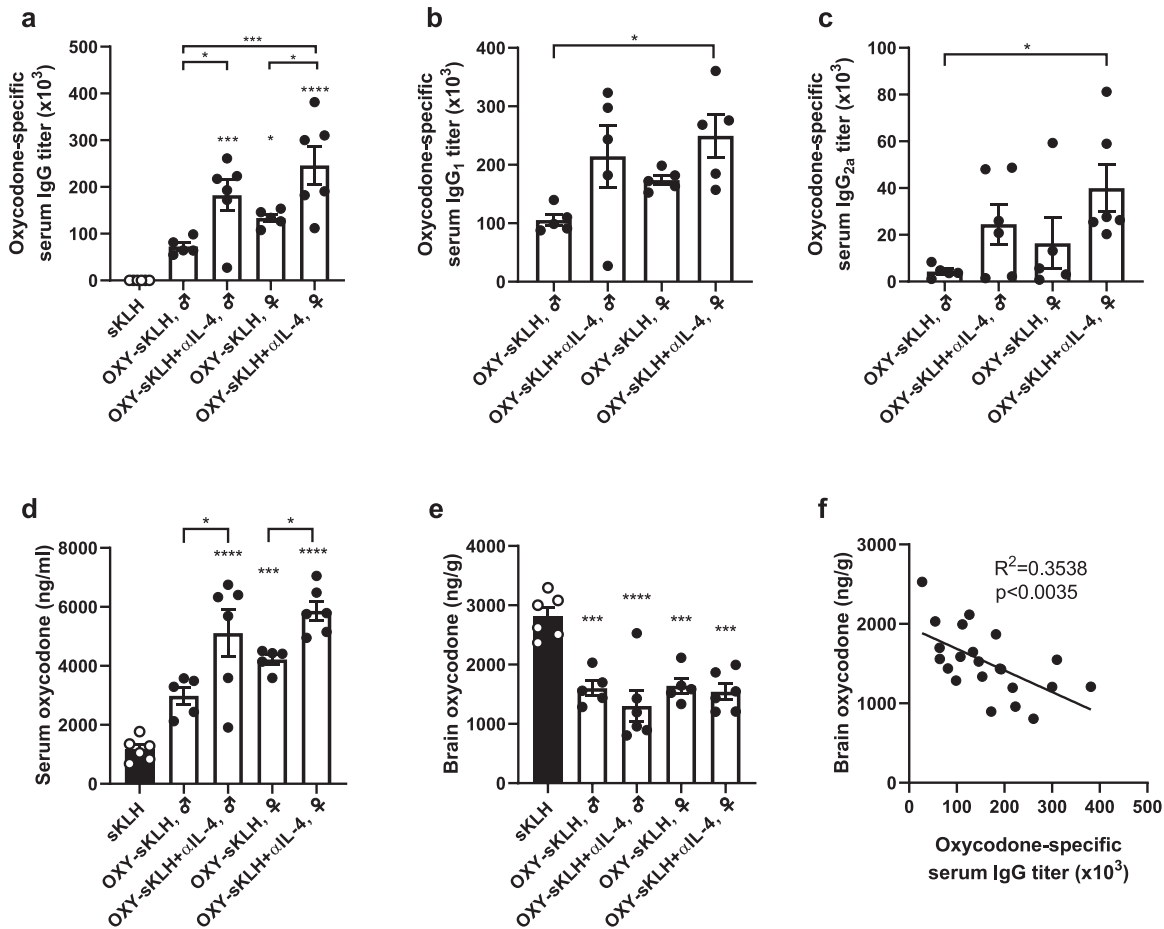 a
Oxycodone-specific
serum IgG titer (x10³)
500
400
300
200
100
0
***
*
*
***
*
****
sKLH
OXY-sKLH, ♂
OXY-sKLH+αIL-4, ♂
OXY-sKLH, ♀
OXY-sKLH+αIL-4, ♀
b
Oxycodone-specific
serum IgG₁ titer (x10³)
400
300
200
100
0
*
OXY-sKLH, ♂
OXY-sKLH+αIL-4, ♂
OXY-sKLH, ♀
OXY-sKLH+αIL-4, ♀
c
Oxycodone-specific
serum IgG₂ₐ titer (x10³)
100
80
60
40
20
0
*
OXY-sKLH, ♂
OXY-sKLH+αIL-4, ♂
OXY-sKLH, ♀
OXY-sKLH+αIL-4, ♀
d
Serum oxycodone (ng/ml)
8000
6000
4000
2000
0
*
*
****
***
****
sKLH
OXY-sKLH, ♂
OXY-sKLH+αIL-4, ♂
OXY-sKLH, ♀
OXY-sKLH+αIL-4, ♀
e
Brain oxycodone (ng/g)
4000
3000
2000
1000
0
***
****
***
***
sKLH
OXY-sKLH, ♂
OXY-sKLH+αIL-4, ♂
OXY-sKLH, ♀
OXY-sKLH+αIL-4, ♀
f
Brain oxycodone (ng/g)
3000
2000
1000
0
R²=0.3538
p<0.0035
0 100 200 300 400 500
Oxycodone-specific
serum IgG titer (x10³)